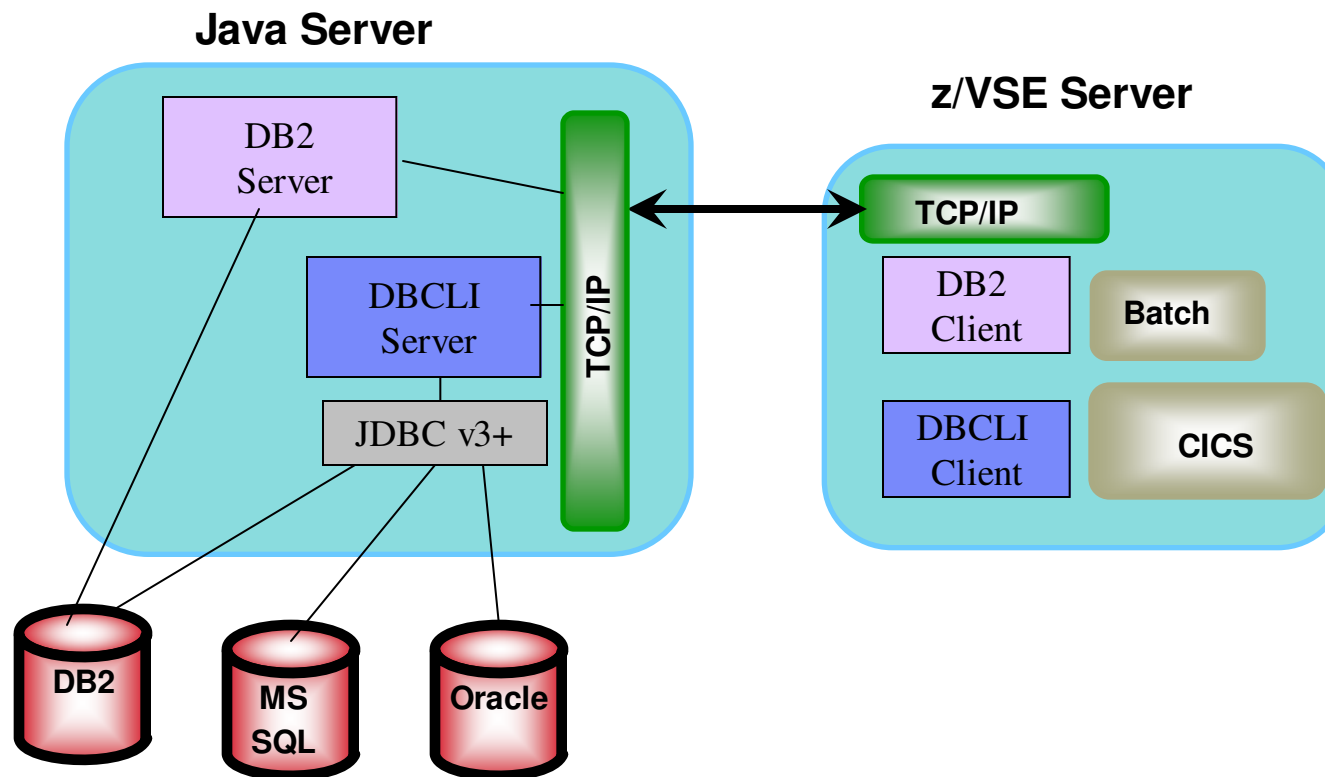 Java Server
z/VSE Server
DB2
Server
TCP/IP
DBCLI
Server
JDBC v3+
TCP/IP
DB2
Client
Batch
DBCLI
Client
CICS
DB2
MS
SQL
Oracle